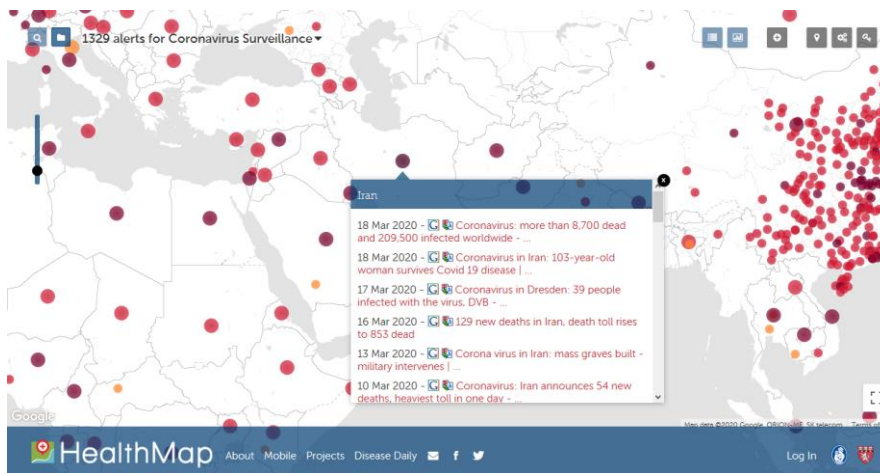 1329 alerts for Coronavirus Surveillance
Iran
18 Mar 2020 - Coronavirus: more than 8,700 dead
and 209,500 infected worldwide - ...
18 Mar 2020 - Coronavirus in Iran: 103-year-old
woman survives Covid 19 disease | ...
17 Mar 2020 - Coronavirus in Dresden: 39 people
infected with the virus, DVB - ...
16 Mar 2020 - 129 new deaths in Iran, death toll rises
to 853 dead
13 Mar 2020 - Corona virus in Iran: mass graves built -
military intervenes | ...
10 Mar 2020 - Coronavirus: Iran announces 54 new
deaths, heaviest toll in one day - ...
Google
Map data ©2020 Google, ORION-ME, SK telecom Terms of
HealthMap About Mobile Projects Disease Daily Log In